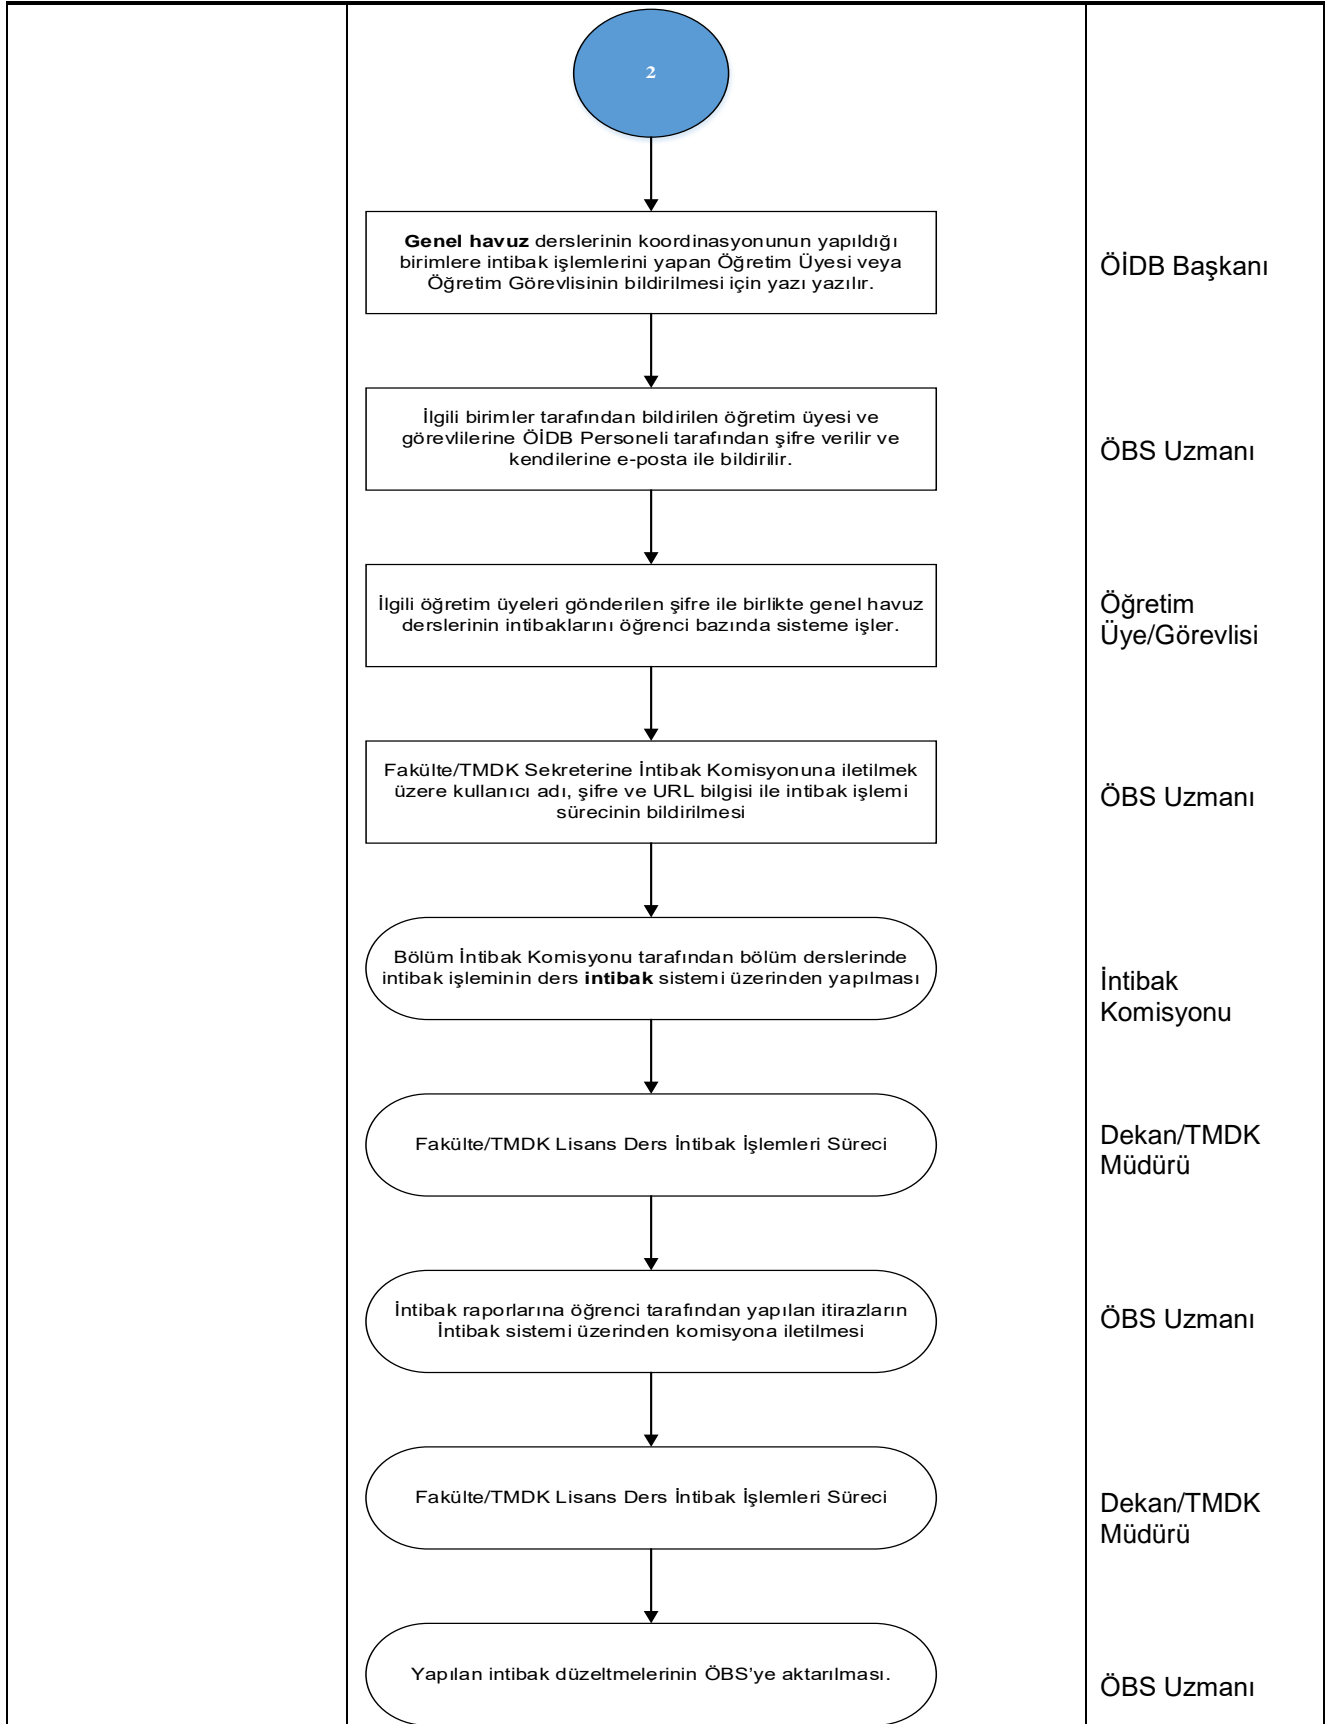 2
Genel havuz derslerinin koordinasyonunun yapıldığı
birimlere intibak işlemlerini yapan Öğretim Üyesi veya
Öğretim Görevlisinin bildirilmesi için yazı yazılır.
ÖİDB Başkanı
İlgili birimler tarafından bildirilen öğretim üyesi ve
görevlilerine ÖİDB Personeli tarafından şifre verilir ve
kendilerine e-posta ile bildirilir.
ÖBS Uzmanı
İlgili öğretim üyeleri gönderilen şifre ile birlikte genel havuz
derslerinin intibaklarını öğrenci bazında sisteme işler.
Öğretim
Üye/Görevlisi
Fakülte/TMDK Sekreterine İntibak Komisyonuna iletilmek
üzere kullanıcı adı, şifre ve URL bilgisi ile intibak işlemi
sürecinin bildirilmesi
ÖBS Uzmanı
Bölüm İntibak Komisyonu tarafından bölüm derslerinde
intibak işleminin ders intibak sistemi üzerinden yapılması
İntibak
Komisyonu
Fakülte/TMDK Lisans Ders İntibak İşlemleri Süreci
Dekan/TMDK
Müdürü
İntibak raporlarına öğrenci tarafından yapılan itirazların
İntibak sistemi üzerinden komisyona iletilmesi
ÖBS Uzmanı
Fakülte/TMDK Lisans Ders İntibak İşlemleri Süreci
Dekan/TMDK
Müdürü
Yapılan intibak düzeltmelerinin ÖBS’ye aktarılması.
ÖBS Uzmanı